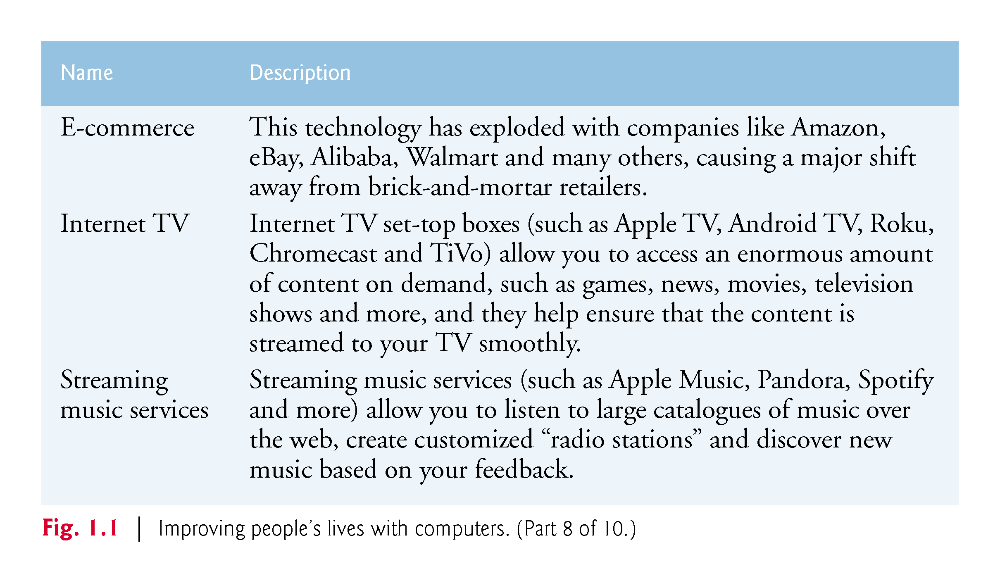 Name Description
E-commerce This technology has exploded with companies like Amazon,
eBay, Alibaba, Walmart and many others, causing a major shift
away from brick-and-mortar retailers.
Internet TV Internet TV set-top boxes (such as Apple TV, Android TV, Roku,
Chromecast and TiVo) allow you to access an enormous amount
of content on demand, such as games, news, movies, television
shows and more, and they help ensure that the content is
streamed to your TV smoothly.
Streaming Streaming music services (such as Apple Music, Pandora, Spotify
music services and more) allow you to listen to large catalogues of music over
the web, create customized “radio stations” and discover new
music based on your feedback.
Fig. 1.1 | Improving people’s lives with computers. (Part 8 of 10.)